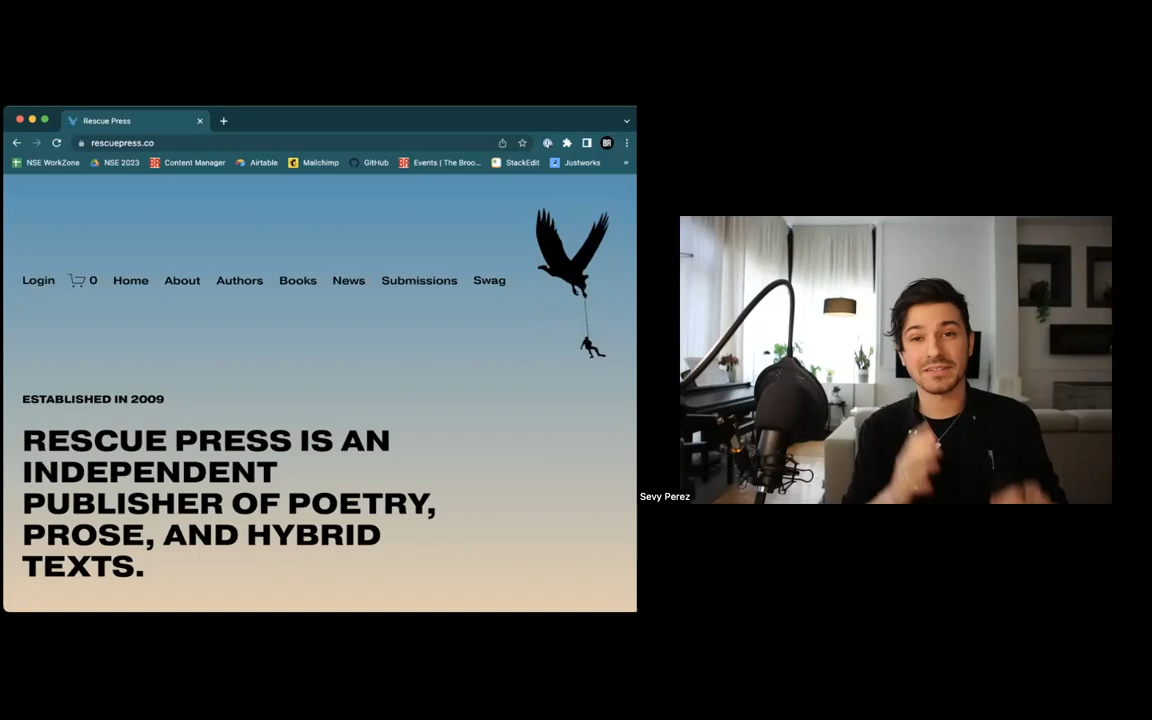 Rescue Press
rescuepress.co
BR
NSE WorkZone
NSE 2023
Content Manager
Airtable
Mailchimp
GitHub
Events | The Broo...
StackEdit
Justworks
»
Login 0 Home About Authors Books News Submissions Swag
ESTABLISHED IN 2009
RESCUE PRESS IS AN
INDEPENDENT
PUBLISHER OF POETRY,
PROSE, AND HYBRID
TEXTS.
Sevy Perez